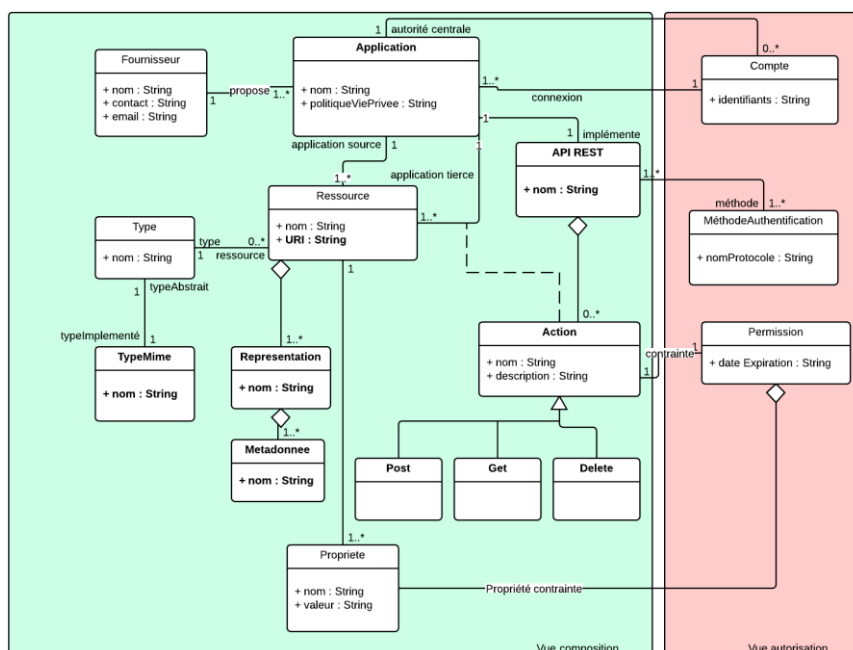 1
autorité centrale
0..*
Application
+ nom : String
+ politiqueViePrivee : String
Fournisseur
+ nom : String
+ contact : String
+ email : String
1
propose
1..*
Compte
+ identifiants : String
1..*
connexion
1
1
1
implémente
application source
1
1
application tierce
1..*
API REST
+ nom : String
1..*
méthode
1..*
Ressource
+ nom : String
+ URI : String
1..*
MéthodeAuthentification
+ nomProtocole : String
Type
+ nom : String
type
0..*
1
ressource
1
typeAbstrait
typeImplementé
1
TypeMime
+ nom : String
1
1..*
Representation
+ nom : String
1..*
Metadonnee
+ nom : String
0..*
Action
+ nom : String
+ description : String
1
contrainte
1
Permission
+ date Expiration : String
Post
Get
Delete
1..*
Propriete
+ nom : String
+ valeur : String
Propriété contrainte
Vue composition
Vue autorisation